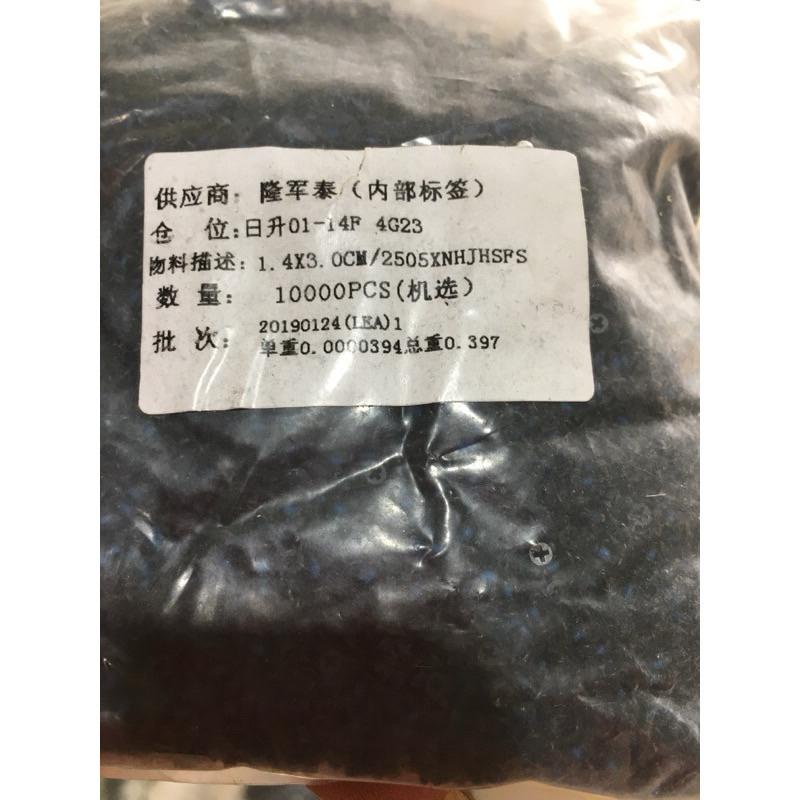 供应商: 隆军泰(内部标签)
仓 位:日升01-14F 4G23
物料描述: 1.4X3.0CM/2505XNHJHSFS
数 量: 10000PCS(机选)
批 次: 20190124(LEA)1
单重0.0000394总重0.397